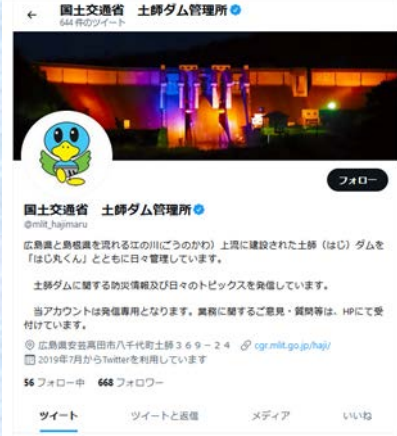 国土交通省 土師ダム管理所
644 件のツイート
フォロー
国土交通省 土師ダム管理所
@mlit_hajimaru
広島県と島根県を流れる江の川(ごうのかわ）上流に建設された土師（はじ）ダムを
「はじ丸くん」とともに日々管理しています。
土師ダムに関する防災情報及び日々のトピックスを発信しています。
当アカウントは発信専用となります。業務に関するご意見・質問等は、HPにて受
付けています。
広島県安芸高田市八千代町土師３６９－２４ cgr.mlit.go.jp/haji/
2019年7月からTwitterを利用しています
56 フォロー中 668 フォロワー
ツイート ツイートと返信 メディア いいね